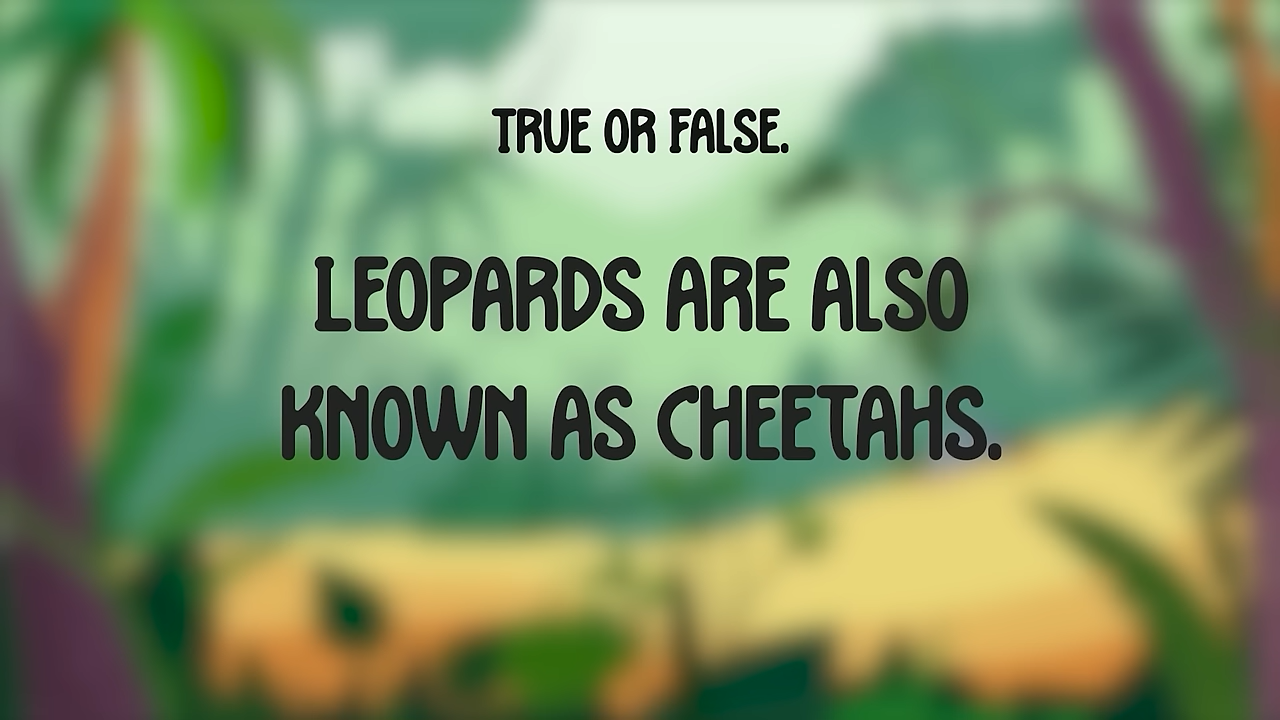 TRUE OR FALSE.
LEOPARDS ARE ALSO
KNOWN AS CHEETAHS.